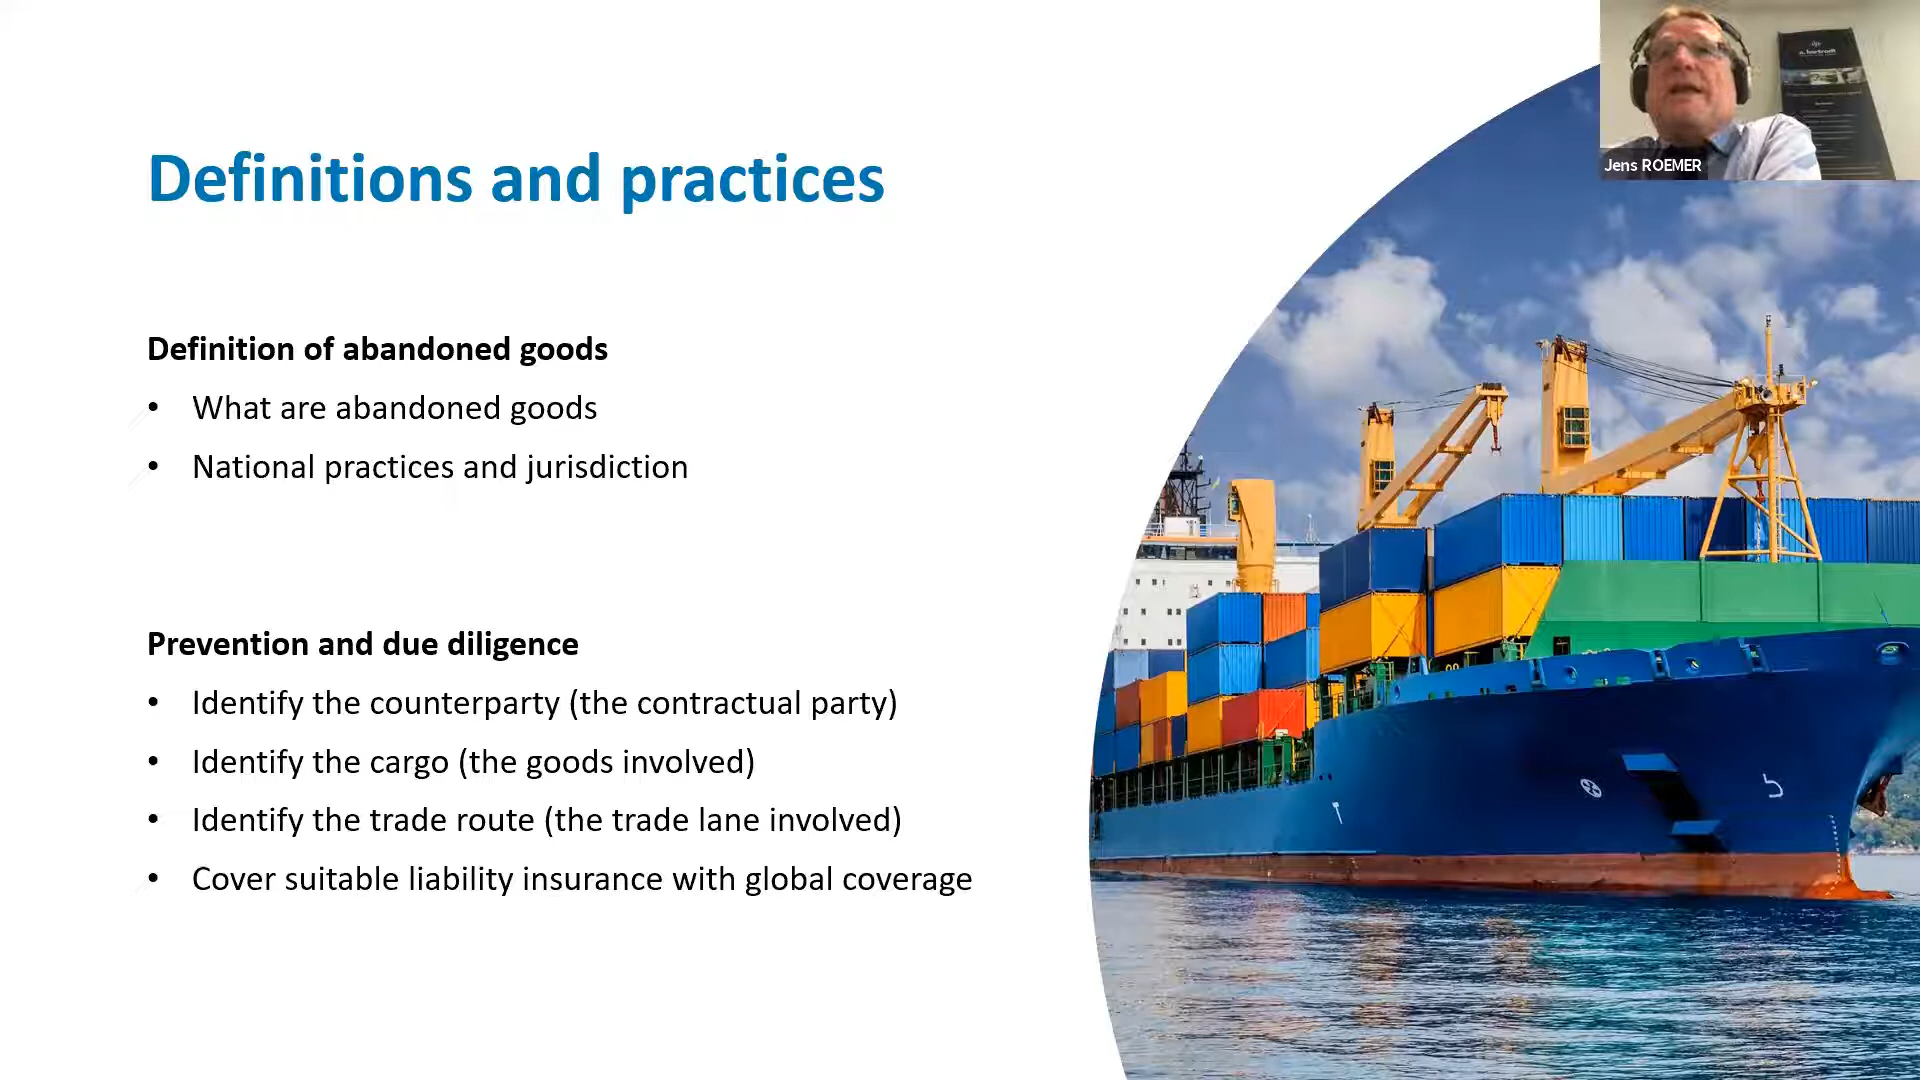 Definitions and practices
Definition of abandoned goods
• What are abandoned goods
• National practices and jurisdiction
Prevention and due diligence
• Identify the counterparty (the contractual party)
• Identify the cargo (the goods involved)
• Identify the trade route (the trade lane involved)
• Cover suitable liability insurance with global coverage
Jens ROEMER